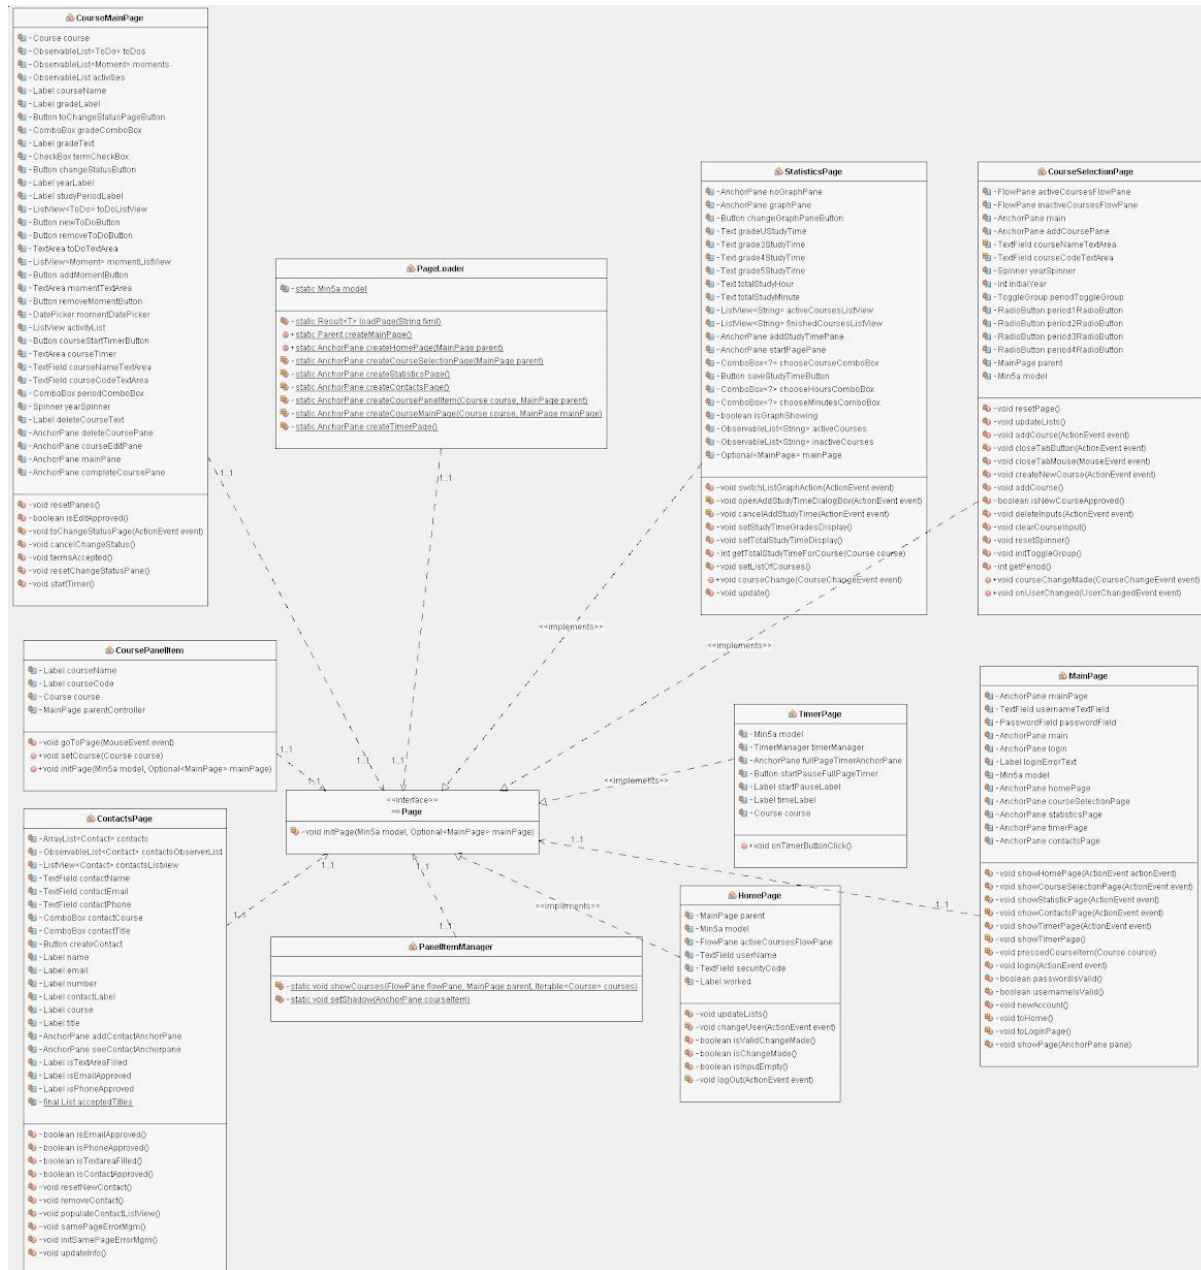 CourseMainPage
- Course course
- ObservableList<ToDo> toDos
- ObservableList<Moment> moments
- ObservableList activities
- Label courseName
- Label gradeLabel
- Button toChangeStatusPageButton
- ComboBox gradeComboBox
- Label gradeText
- CheckBox termCheckBox
- Button changeStatusButton
- Label yearLabel
- Label studyPeriodLabel
- ListView<ToDo> toDoListView
- Button newToDoButton
- Button removeToDoButton
- TextArea toDoTextArea
- ListView<Moment> momentListView
- Button addMomentButton
- TextArea momentTextArea
- Button removeMomentButton
- DatePicker momentDatePicker
- ListView activityList
- Button courseStartTimerButton
- TextArea courseTimer
- TextField courseNameTextArea
- TextField courseCodeTextArea
- ComboBox periodComboBox
- Spinner yearSpinner
- Label deleteCourseText
- AnchorPane deleteCoursePane
- AnchorPane courseEditPane
- AnchorPane mainPane
- AnchorPane completeCoursePane
- void resetPanes()
- boolean isEditApproved()
- void toChangeStatusPage(ActionEvent event)
- void cancelChangeStatus()
- void termsAccepted()
- void resetChangeStatusPane()
- void startTimer()
PageLoader
- static Min5a model
- static Result<T> loadPage(String fxml)
+ static Parent createMainPage()
+ static AnchorPane createHomePage(MainPage parent)
- static AnchorPane createCourseSelectionPage(MainPage parent)
- static AnchorPane createStatisticsPage()
- static AnchorPane createContactsPage()
- static AnchorPane createCoursePanelItem(Course course, MainPage parent)
- static AnchorPane createCourseMainPage(Course course, MainPage mainPage)
- static AnchorPane createTimerPage()
StatisticsPage
- AnchorPane noGraphPane
- AnchorPane graphPane
- Button changeGraphPaneButton
- Text gradeUStudyTime
- Text grade3StudyTime
- Text grade4StudyTime
- Text grade5StudyTime
- Text totalStudyHour
- Text totalStudyMinute
- ListView<String> activeCoursesListView
- ListView<String> finishedCoursesListView
- AnchorPane addStudyTimePane
- AnchorPane startPagePane
- ComboBox<?> chooseCourseComboBox
- Button saveStudyTimeButton
- ComboBox<?> chooseHoursComboBox
- ComboBox<?> chooseMinutesComboBox
- boolean isGraphShowing
- ObservableList<String> activeCourses
- ObservableList<String> inactiveCourses
- Optional<MainPage> mainPage
- void switchListGraphAction(ActionEvent event)
- void openAddStudyTimeDialogBox(ActionEvent event)
- void cancelAddStudyTime(ActionEvent event)
- void setStudyTimeGradesDisplay()
- void setTotalStudyTimeDisplay()
- int getTotalStudyTimeForCourse(Course course)
- void setListOfCourses()
+ void courseChange(CourseChangeEvent event)
- void update()
CourseSelectionPage
- FlowPane activeCoursesFlowPane
- FlowPane inactiveCoursesFlowPane
- AnchorPane main
- AnchorPane addCoursePane
- TextField courseNameTextArea
- TextField courseCodeTextArea
- Spinner yearSpinner
- int initialYear
- ToggleGroup periodToggleGroup
- RadioButton period1RadioButton
- RadioButton period2RadioButton
- RadioButton period3RadioButton
- RadioButton period4RadioButton
- MainPage parent
- Min5a model
- void resetPage()
- void updateLists()
- void addCourse(ActionEvent event)
- void closeTabButton(ActionEvent event)
- void closeTabMouse(MouseEvent event)
- void createNewCourse(ActionEvent event)
- void addCourse()
- boolean isNewCourseApproved()
- void deleteInputs(ActionEvent event)
- void clearCourseInput()
- void resetSpinner()
- void initToggleGroup()
- int getPeriod()
+ void courseChangeMade(CourseChangeEvent event)
+ void onUserChanged(UserChangedEvent event)
1..1
1..1
<<implements>>
<<implements>>
CoursePanelItem
- Label courseName
- Label courseCode
- Course course
- MainPage parentController
- void goToPage(MouseEvent event)
+ void setCourse(Course course)
+ void initPage(Min5a model, Optional<MainPage> mainPage)
1..1
1..1
1..1
1..1
<<interface>>
Page
- void initPage(Min5a model, Optional<MainPage> mainPage)
<<implements>>
TimerPage
- Min5a model
- TimerManager timerManager
- AnchorPane fullPageTimerAnchorPane
- Button startPauseFullPageTimer
- Label startPauseLabel
- Label timeLabel
- Course course
+ void onTimerButtonClick()
MainPage
- AnchorPane mainPage
- TextField usernameTextField
- PasswordField passwordField
- AnchorPane main
- AnchorPane login
- Label loginErrorText
- Min5a model
- AnchorPane homePage
- AnchorPane courseSelectionPage
- AnchorPane statisticsPage
- AnchorPane timerPage
- AnchorPane contactsPage
- void showHomePage(ActionEvent actionEvent)
- void showCourseSelectionPage(ActionEvent event)
- void showStatisticPage(ActionEvent event)
- void showContactsPage(ActionEvent event)
- void showTimerPage(ActionEvent event)
- void showTimerPage()
- void pressedCourseItem(Course course)
- void login(ActionEvent event)
- boolean passwordIsValid()
- boolean usernameIsValid()
- void newAccount()
- void toHome()
- void toLoginPage()
- void showPage(AnchorPane pane)
1..1
1..1
ContactsPage
- ArrayList<Contact> contacts
- ObservableList<Contact> contactsObserverList
- ListView<Contact> contactsListview
- TextField contactName
- TextField contactEmail
- TextField contactPhone
- ComboBox contactCourse
- ComboBox contactTitle
- Button createContact
- Label name
- Label email
- Label number
- Label contactLabel
- Label course
- Label title
- AnchorPane addContactAnchorPane
- AnchorPane seeContactAnchorpane
- Label isTextAreaFilled
- Label isEmailApproved
- Label isPhoneApproved
- final List acceptedTitles
- boolean isEmailApproved()
- boolean isPhoneApproved()
- boolean isTextareaFilled()
- boolean isContactApproved()
- void resetNewContact()
- void removeContact()
- void populateContactListView()
- void samePageErrorMgm()
- void initSamePageErrorMgm()
- void updateInfo()
1..1
1..1
1..1
1..1
<<implements>>
PanelItemManager
- static void showCourses(FlowPane flowPane, MainPage parent, Iterable<Course> courses)
- static void setShadow(AnchorPane courseItem)
HomePage
- MainPage parent
- Min5a model
- FlowPane activeCoursesFlowPane
- TextField userName
- TextField securityCode
- Label worked
- void updateLists()
- void changeUser(ActionEvent event)
- boolean isValidChangeMade()
- boolean isChangeMade()
- boolean isInputEmpty()
- void logOut(ActionEvent event)